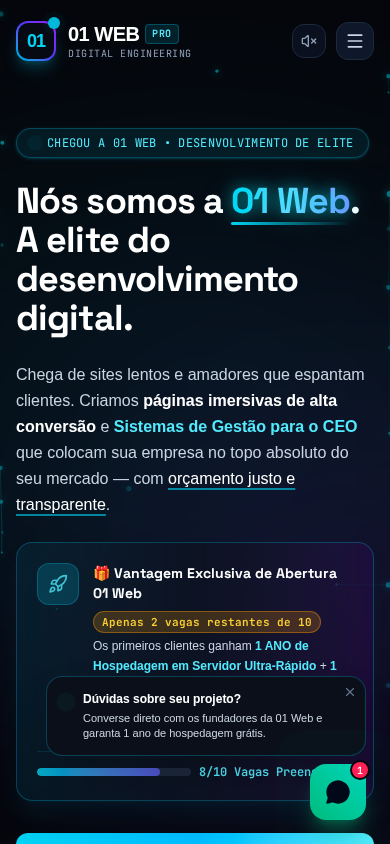 01
01 WEB PRO
DIGITAL ENGINEERING
CHEGOU A 01 WEB • DESENVOLVIMENTO DE ELITE
Nós somos a 01 Web.
A elite do
desenvolvimento
digital.
Chega de sites lentos e amadores que espantam
clientes. Criamos páginas imersivas de alta
conversão e Sistemas de Gestão para o CEO
que colocam sua empresa no topo absoluto do
seu mercado — com orçamento justo e
transparente.
🎁 Vantagem Exclusiva de Abertura
01 Web
Apenas 2 vagas restantes de 10
Os primeiros clientes ganham 1 ANO de
Hospedagem em Servidor Ultra-Rápido + 1
Dúvidas sobre seu projeto?
Converse direto com os fundadores da 01 Web e
garanta 1 ano de hospedagem grátis.
8/10 Vagas
1